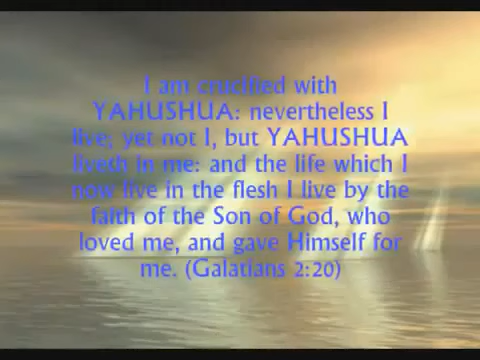 I am crucified with
YAHUSHUA: nevertheless I
live; yet not I, but YAHUSHUA
liveth in me: and the life which I
now live in the flesh I live by the
faith of the Son of God, who
loved me, and gave Himself for
me. (Galatians 2:20)